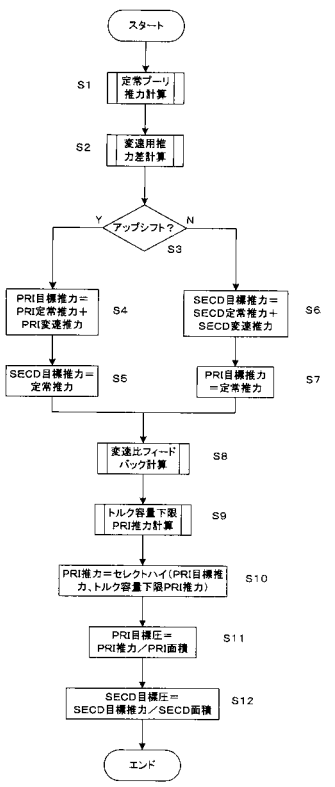 スタート
S1
定常プーリ
推力計算
S2
変速用推
力差計算
Y
アップシフト?
N
S3
PRI目標推力=
PRI定常推力+
PRI変速推力
S4
SECD目標推力=
SECD定常推力+
SECD変速推力
S6
SECD目標推力=
定常推力
S5
PRI目標推力
=定常推力
S7
変速比フィード
バック計算
S8
トルク容量下限
PRI推力計算
S9
PRI推力=セレクトハイ(PRI目標推
力、トルク容量下限PRI推力)
S10
PRI目標圧=
PRI推力/PRI面積
S11
SECD目標圧=
SECD目標推力/SECD面積
S12
エンド